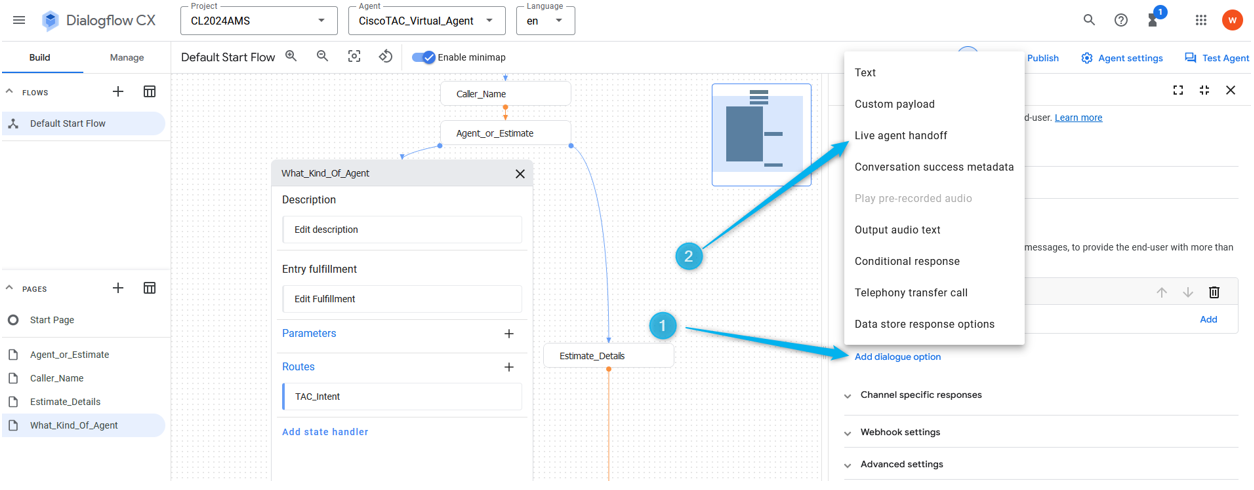 Project
Agent
Language
Dialogflow CX
CL2024AMS
CiscoTAC_Virtual_Agent
en
1
W
Build
Manage
Default Start Flow
Enable minimap
Publish
Agent settings
Test Agent
FLOWS
Default Start Flow
PAGES
Start Page
Agent_or_Estimate
Caller_Name
Estimate_Details
What_Kind_Of_Agent
Caller_Name
Agent_or_Estimate
What_Kind_Of_Agent
Description
Edit description
Entry fulfillment
Edit Fulfillment
Parameters
Routes
TAC_Intent
Add state handler
Estimate_Details
2
1
Text
Custom payload
Live agent handoff
Conversation success metadata
Play pre-recorded audio
Output audio text
Conditional response
Telephony transfer call
Data store response options
d-user. Learn more
messages, to provide the end-user with more than
Add
Add dialogue option
Channel specific responses
Webhook settings
Advanced settings